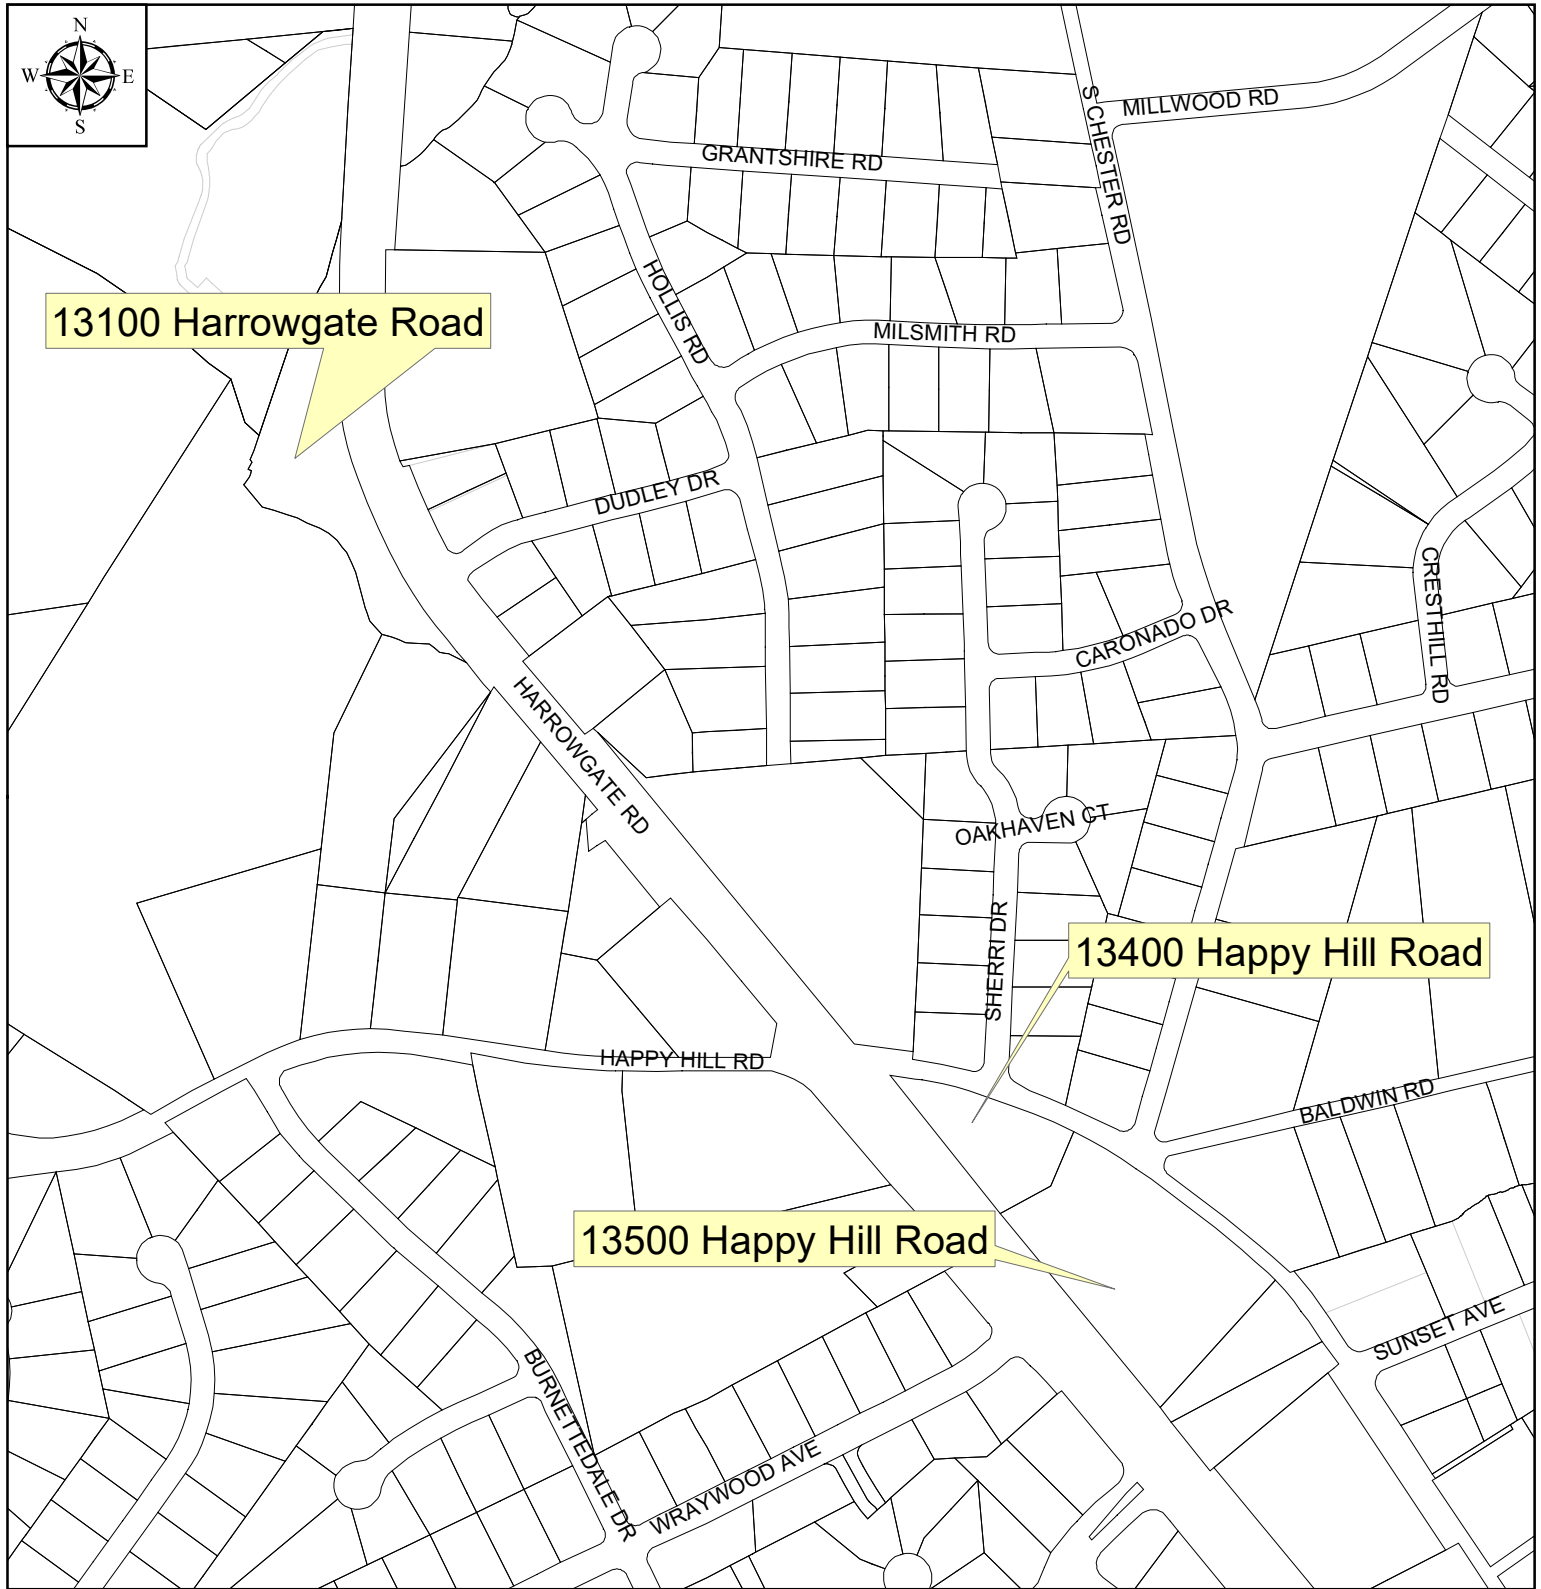 N
W E
S
MILLWOOD RD
S CHESTER RD
GRANTSHIRE RD
HOLLIS RD
13100 Harrowgate Road
MILSMITH RD
DUDLEY DR
CRESTHILL RD
CARONADO DR
HARROWGATE RD
OAKHAVEN CT
SHERRI DR
13400 Happy Hill Road
HAPPY HILL RD
BALDWIN RD
13500 Happy Hill Road
SUNSET AVE
BURNETTEDALE DR
WRAYWOOD AVE